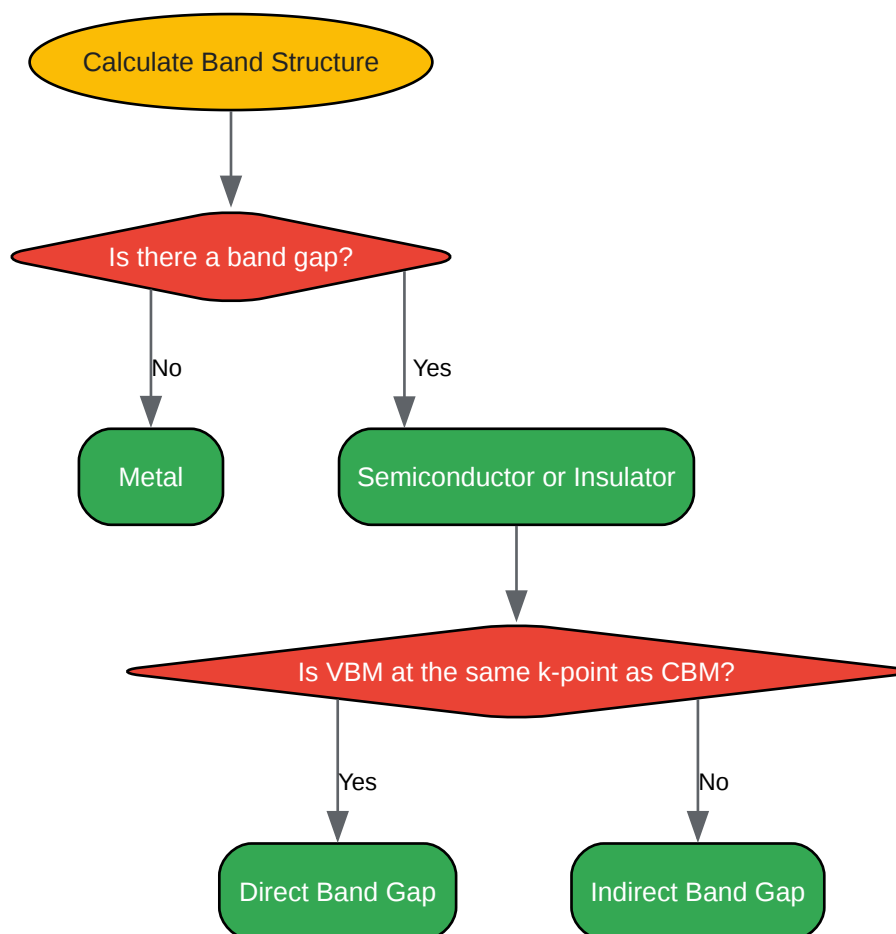 Calculate Band Structure
Is there a band gap?
No
Yes
Metal
Semiconductor or Insulator
Is VBM at the same k-point as CBM?
Yes
No
Direct Band Gap
Indirect Band Gap